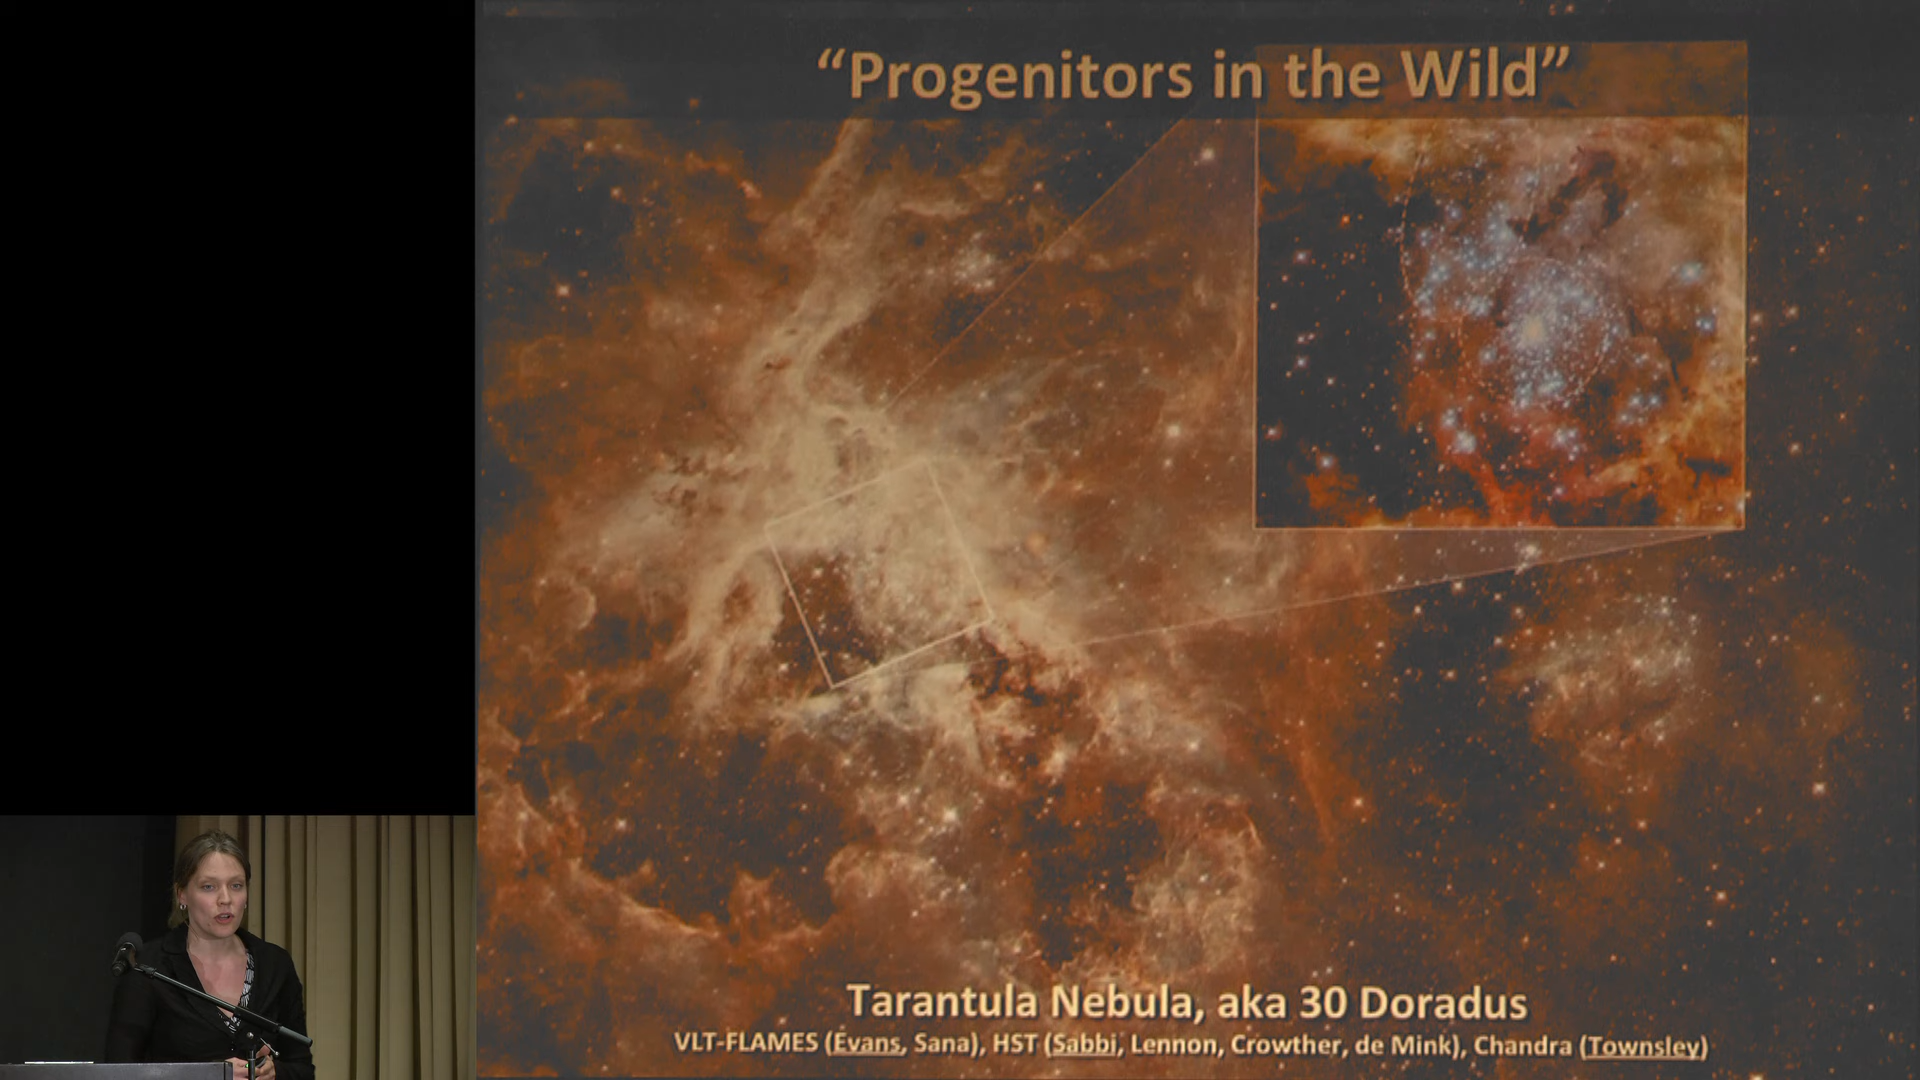 “Progenitors in the Wild”
Tarantula Nebula, aka 30 Doradus
VLT-FLAMES (Evans, Sana), HST (Sabbi, Lennon, Crowther, de Mink), Chandra (Townsley)